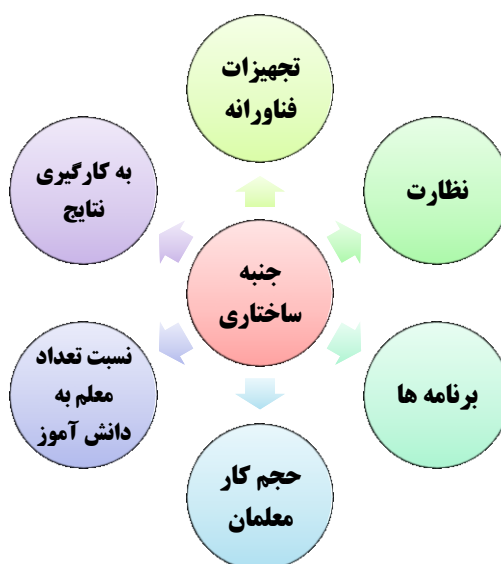 تجهیزات
فناورانه
نظارت
به کارگیری
نتایج
جنبه
ساختاری
برنامه ها
نسبت تعداد
معلم به
دانش آموز
حجم کار
معلمان